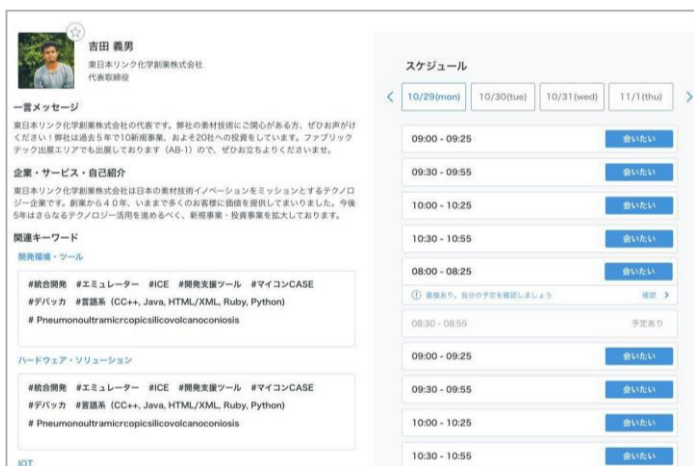 吉田 義男
東日本リンク化学創業株式会社
代表取締役
一言メッセージ
東日本リンク化学創業株式会社の代表です。弊社の素材技術にご関心がある方、ぜひお声がけ
ください！弊社は過去5年で10新規事業、およそ20社への投資をしています。ファブリック
テック出展エリアでも出展しております（AB-1）ので、ぜひお立ちよりくださいませ。
企業・サービス・自己紹介
東日本リンク化学創業株式会社は日本の素材技術イノベーションをミッションとするテクノロ
ジー企業です。創業から４０年、いままで多くのお客様に価値を提供してまいりました。今後
5年はさらなるテクノロジー活用を進めるべく、新規事業・投資事業を拡大しております。
関連キーワード
開発環境・ツール
#統合開発 #エミュレーター #ICE #開発支援ツール #マイコンCASE
#デバッカ #言語系（CC++, Java, HTML/XML, Ruby, Python)
# Pneumonoultramicrcopicsilicovolcanoconiosis
ハードウェア・ソリューション
#統合開発 #エミュレーター #ICE #開発支援ツール #マイコンCASE
#デバッカ #言語系（CC++, Java, HTML/XML, Ruby, Python)
# Pneumonoultramicrcopicsilicovolcanoconiosis
IOT
スケジュール
10/29(mon) 10/30(tue) 10/31(wed) 11/1(thu)
09:00 - 09:25 会いたい
09:30 - 09:55 会いたい
10:00 - 10:25 会いたい
10:30 - 10:55 会いたい
08:00 - 08:25 会いたい
重複あり。自分の予定を確認しましょう 確認
08:30 - 08:55 予定あり
09:00 - 09:25 会いたい
09:30 - 09:55 会いたい
10:00 - 10:25 会いたい
10:30 - 10:55 会いたい